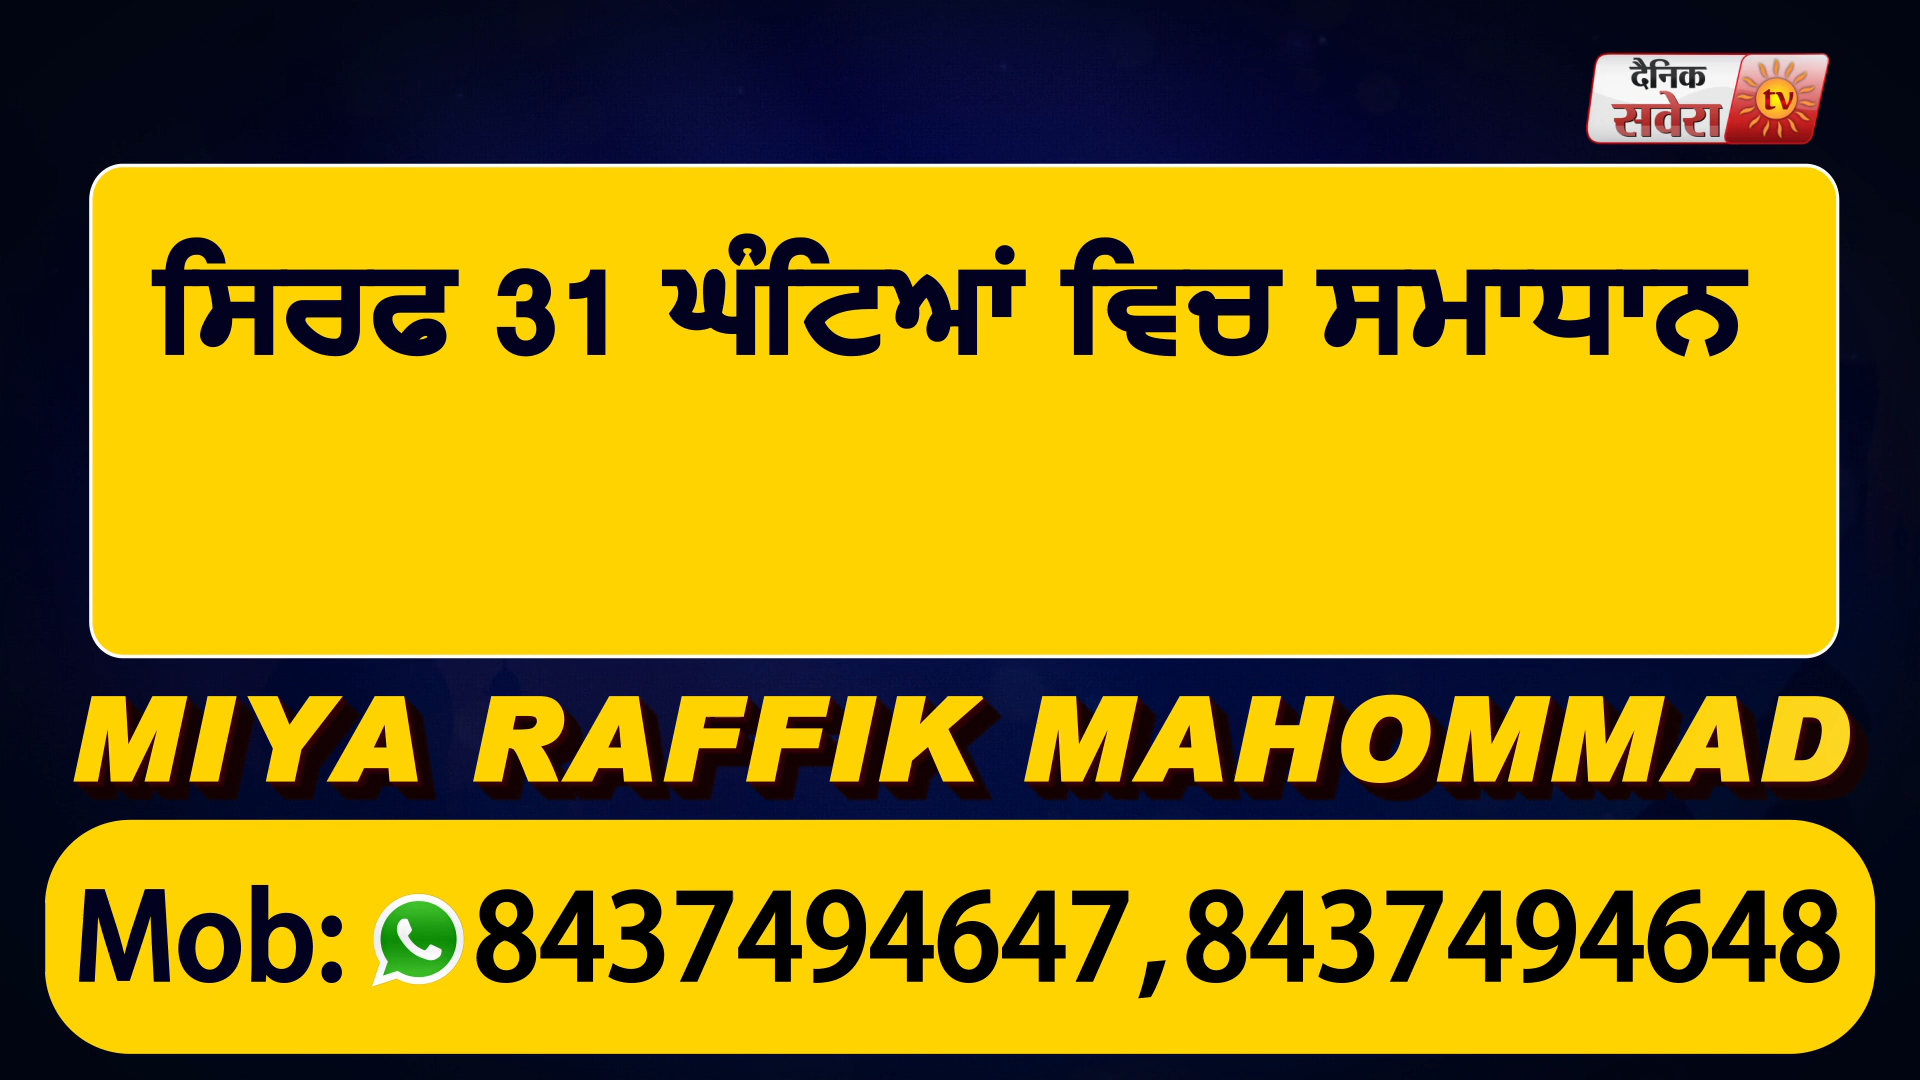 दैनिक
सवेरा tv
ਸਿਰਫ 31 ਘੰਟਿਆਂ ਵਿਚ ਸਮਾਧਾਨ
MIYA RAFFIK MAHOMMAD
Mob: 8437494647, 8437494648